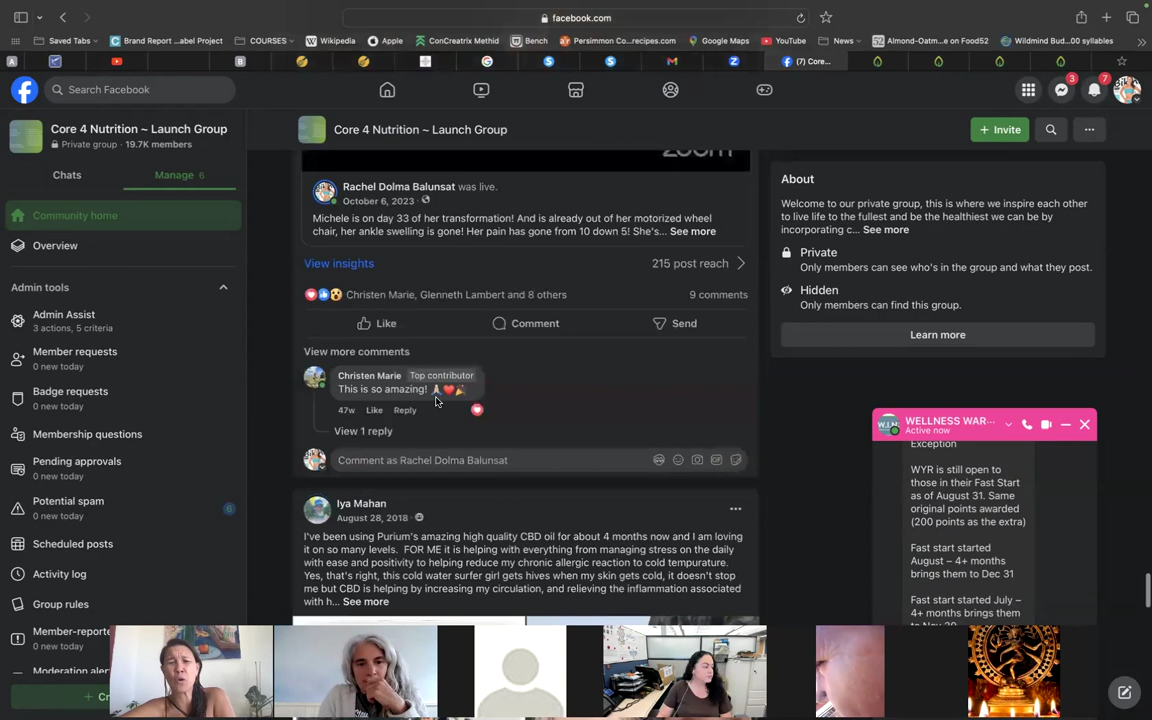 facebook.com
Saved Tabs
Brand Report ...abel Project
COURSES
Wikipedia
Apple
ConCreatrix Methid
Bench
Persimmon Co...recipes.com
Google Maps
YouTube
News
Almond-Oatm...e on Food52
Wildmind Bud...00 syllables
(7) Core...
Search Facebook
3
7
Core 4 Nutrition ~ Launch Group
Private group · 19.7K members
Chats
Manage 6
Community home
Overview
Admin tools
Admin Assist
3 actions, 5 criteria
Member requests
0 new today
Badge requests
0 new today
Membership questions
Pending approvals
0 new today
Potential spam
0 new today
6
Scheduled posts
Activity log
Group rules
Member-reporte
0 new today
Moderation aler
Core 4 Nutrition ~ Launch Group
+ Invite
zoom
Rachel Dolma Balunsat was live.
October 6, 2023 ·
Michele is on day 33 of her transformation! And is already out of her motorized wheel
chair, her ankle swelling is gone! Her pain has gone from 10 down 5! She's... See more
View insights
215 post reach
Christen Marie, Glenneth Lambert and 8 others
9 comments
Like
Comment
Send
View more comments
Christen Marie Top contributor
This is so amazing! 🙏🏼❤️🎉
47w Like Reply
View 1 reply
Comment as Rachel Dolma Balunsat
GIF
Iya Mahan
August 28, 2018 ·
I've been using Purium's amazing high quality CBD oil for about 4 months now and I am loving
it on so many levels. FOR ME it is helping with everything from managing stress on the daily
with ease and positivity to helping reduce my chronic allergic reaction to cold temperature.
Yes, that's right, this cold water surfer girl gets hives when my skin gets cold, it doesn't stop
me but CBD is helping by increasing my circulation, and relieving the inflammation associated
with h... See more
About
Welcome to our private group, this is where we inspire each other
to live life to the fullest and be the healthiest we can be by
incorporating c... See more
Private
Only members can see who's in the group and what they post.
Hidden
Only members can find this group.
Learn more
WELLNESS WAR...
Active now
Exception
WYR is still open to
those in their Fast Start
as of August 31. Same
original points awarded
(200 points as the extra)
Fast start started
August – 4+ months
brings them to Dec 31
Fast start started July –
4+ months brings them